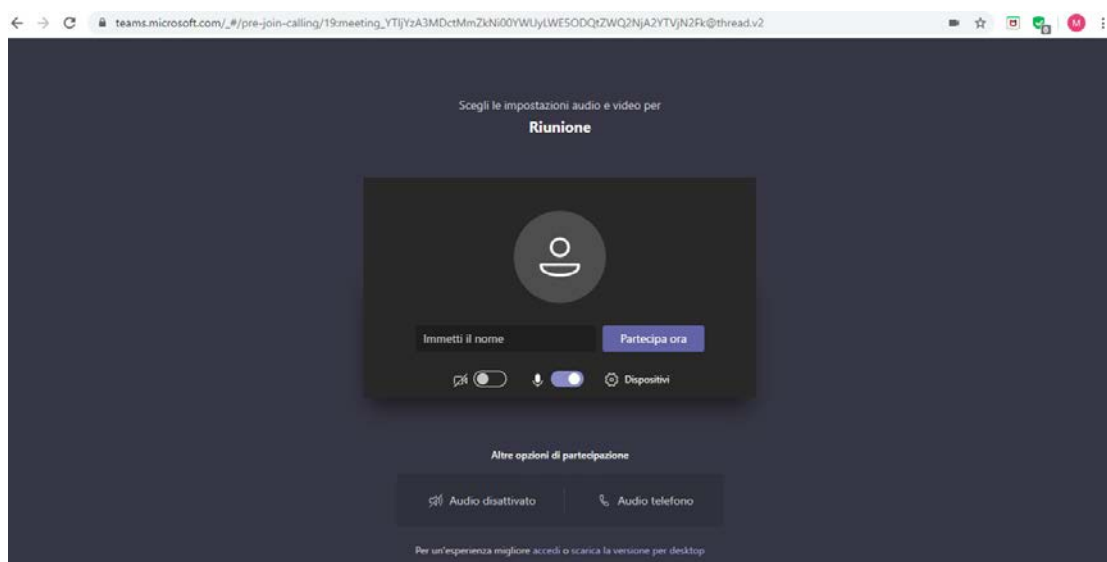 teams.microsoft.com/_#/pre-join-calling/19:meeting_YTljYzA3MDctMmZkNi00YWUyLWE5ODQtZWQ2NjA2YTVjN2Fk@thread.v2
M
Scegli le impostazioni audio e video per
Riunione
Immetti il nome
Partecipa ora
Dispositivi
Altre opzioni di partecipazione
Audio disattivato
Audio telefono
Per un'esperienza migliore accedi o scarica la versione per desktop